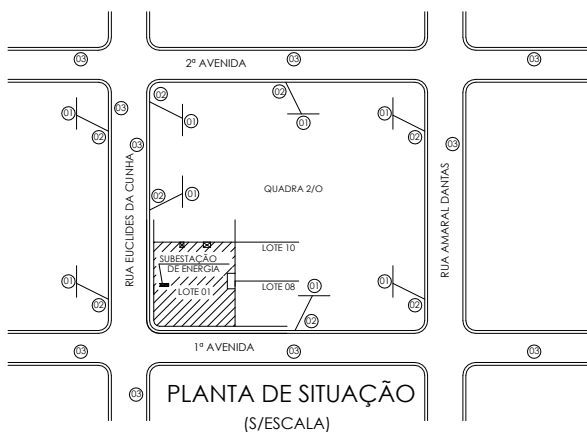 03
03
03
2ª AVENIDA
01
02
03
02
01
01
01
02
03
03
RUA EUCLIDES DA CUNHA
RUA AMARAL DANTAS
02
01
QUADRA 2/O
LOTE 10
SUBESTAÇÃO
DE ENERGIA
LOTE 01
LOTE 08
01
02
01
02
01
02
03
1ª AVENIDA
03
03
03
PLANTA DE SITUAÇÃO
(S/ESCALA)